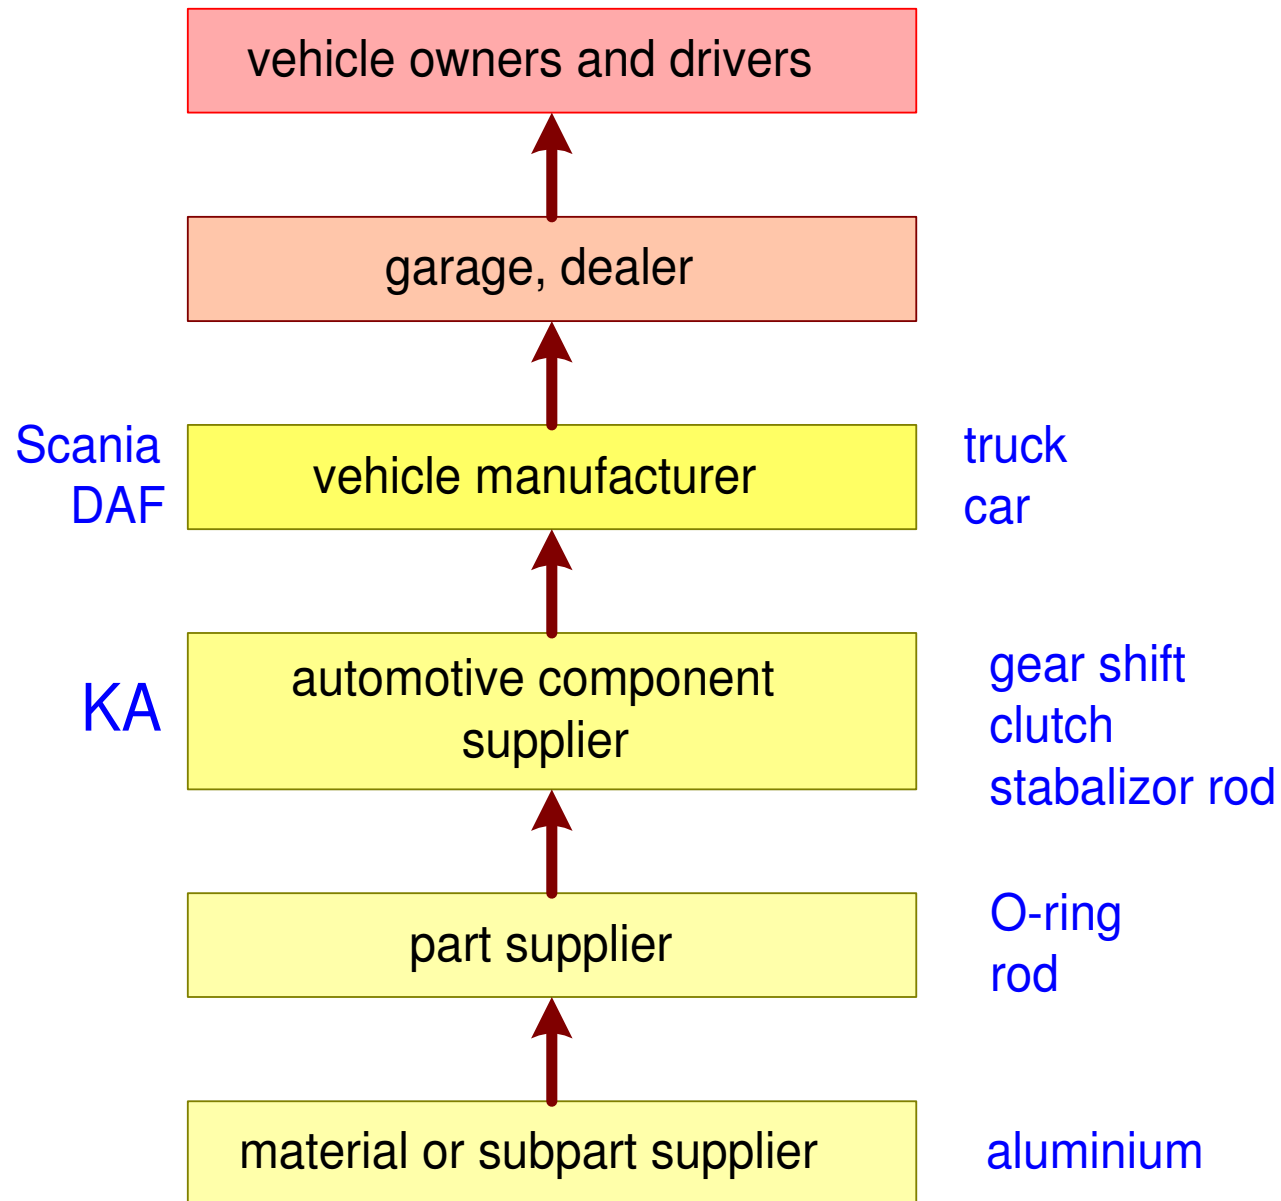 vehicle owners and drivers
garage, dealer
Scania
DAF
vehicle manufacturer
truck
car
KA
automotive component
supplier
gear shift
clutch
stabalizor rod
part supplier
O-ring
rod
material or subpart supplier
aluminium